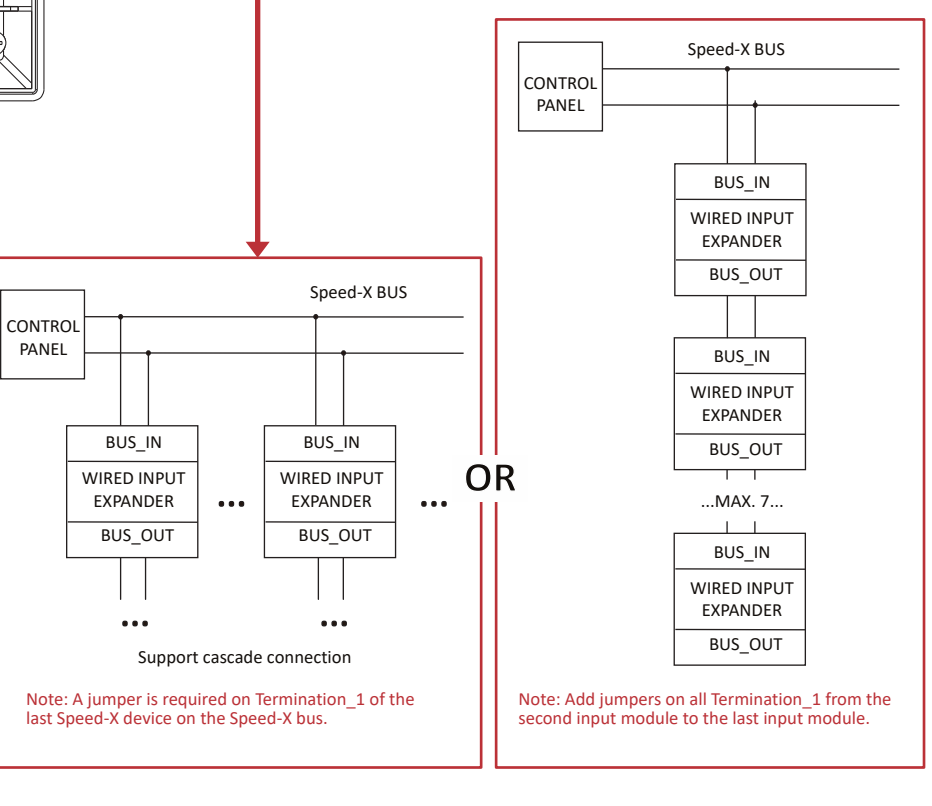 Speed-X BUS
CONTROL
PANEL
BUS_IN
WIRED INPUT
EXPANDER
BUS_OUT
BUS_IN
WIRED INPUT
EXPANDER
BUS_OUT
...MAX. 7...
BUS_IN
WIRED INPUT
EXPANDER
BUS_OUT
Note: Add jumpers on all Termination_1 from the
second input module to the last input module.
OR
Speed-X BUS
CONTROL
PANEL
BUS_IN
WIRED INPUT
EXPANDER
BUS_OUT
...
...
BUS_IN
WIRED INPUT
EXPANDER
BUS_OUT
...
...
Support cascade connection
Note: A jumper is required on Termination_1 of the
last Speed-X device on the Speed-X bus.